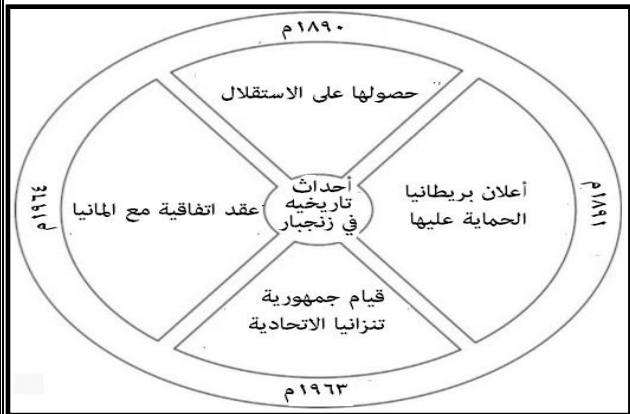 ١٨٩٠م
حصولها على الاستقلال
أعلان بريطانيا
الحماية عليها
١٨٩١م
أحداث
تاريخيه
في زنجبار
عقد اتفاقية مع المانيا
١٩٦٤م
قيام جمهورية
تنزانيا الاتحادية
١٩٦٣م